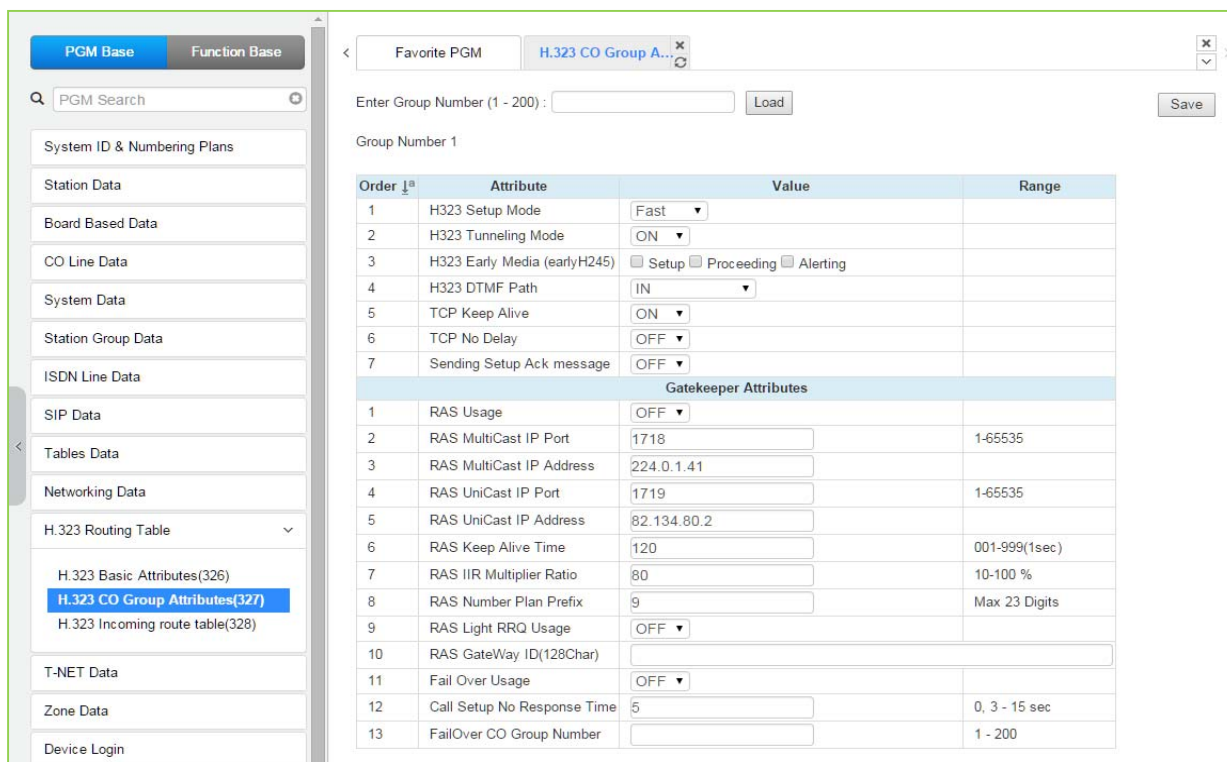 PGM Base Function Base
PGM Search
System ID & Numbering Plans
Station Data
Board Based Data
CO Line Data
System Data
Station Group Data
ISDN Line Data
SIP Data
Tables Data
Networking Data
H.323 Routing Table
H.323 Basic Attributes(326)
H.323 CO Group Attributes(327)
H.323 Incoming route table(328)
T-NET Data
Zone Data
Device Login
Favorite PGM H.323 CO Group A...
Enter Group Number (1 - 200) : Load Save
Group Number 1
Order Attribute Value Range
1 H323 Setup Mode Fast
2 H323 Tunneling Mode ON
3 H323 Early Media (earlyH245) Setup Proceeding Alerting
4 H323 DTMF Path IN
5 TCP Keep Alive ON
6 TCP No Delay OFF
7 Sending Setup Ack message OFF
Gatekeeper Attributes
1 RAS Usage OFF
2 RAS MultiCast IP Port 1718 1-65535
3 RAS MultiCast IP Address 224.0.1.41
4 RAS UniCast IP Port 1719 1-65535
5 RAS UniCast IP Address 82.134.80.2
6 RAS Keep Alive Time 120 001-999(1sec)
7 RAS IIR Multiplier Ratio 80 10-100 %
8 RAS Number Plan Prefix 9 Max 23 Digits
9 RAS Light RRQ Usage OFF
10 RAS GateWay ID(128Char)
11 Fail Over Usage OFF
12 Call Setup No Response Time 5 0, 3 - 15 sec
13 FailOver CO Group Number 1 - 200